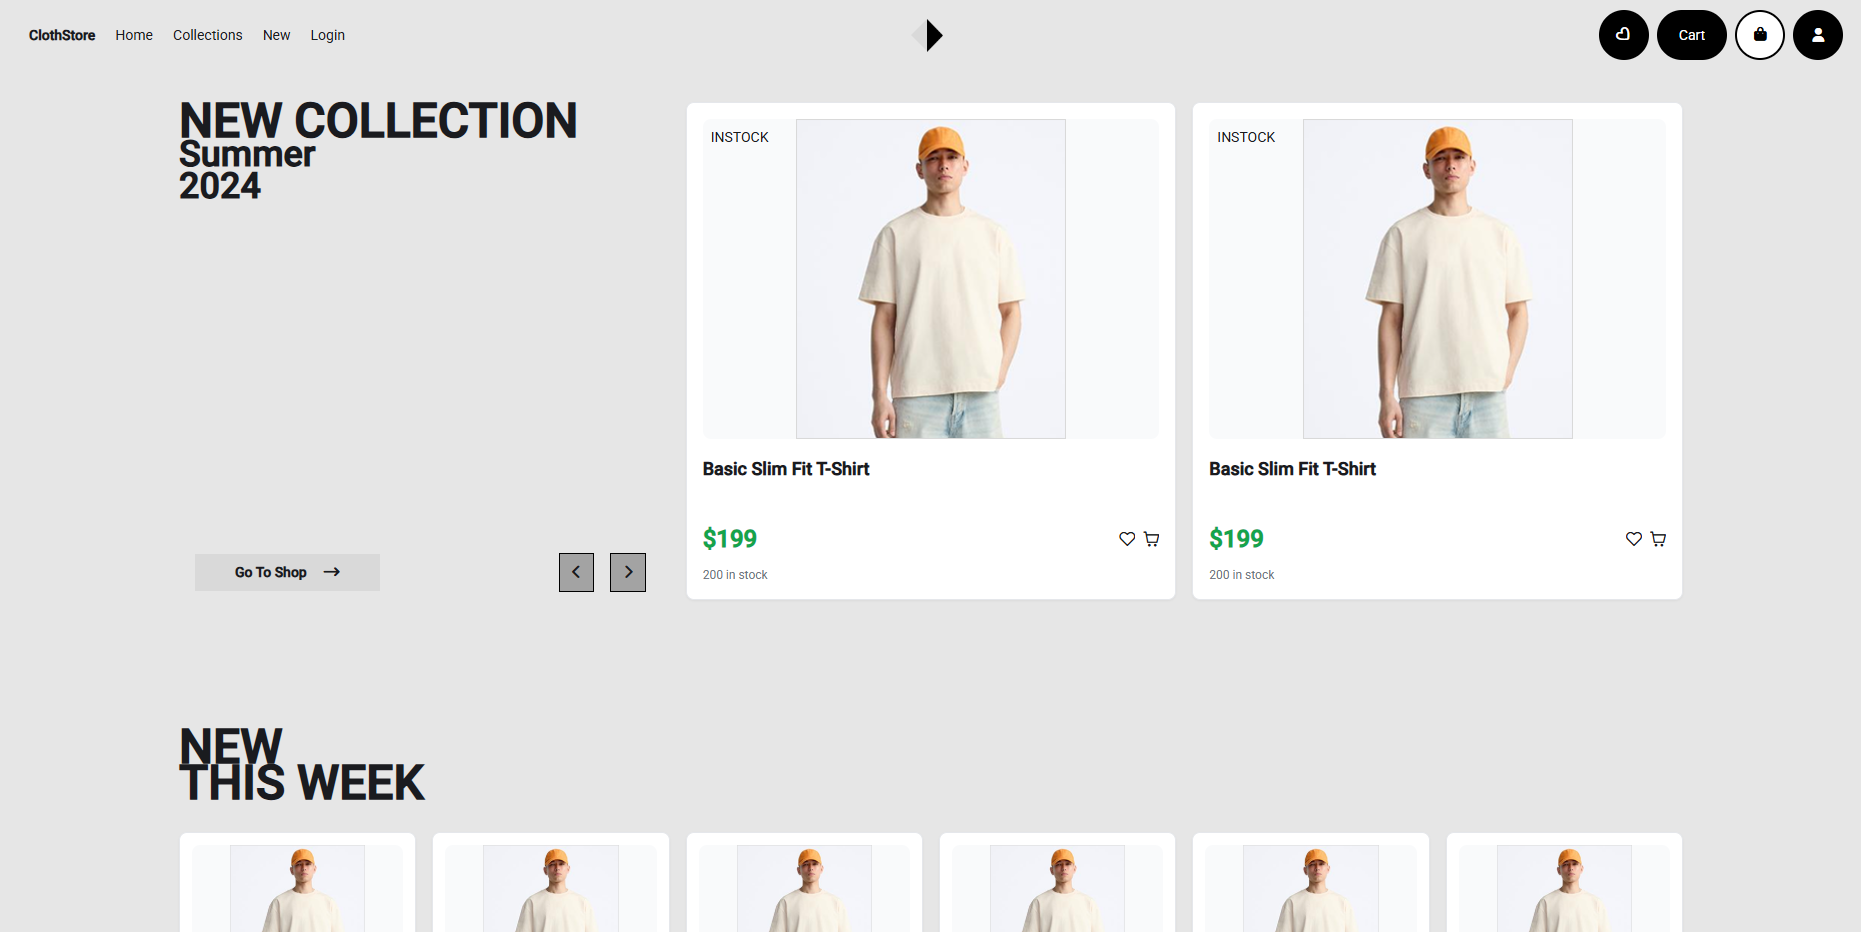 ClothStore Home Collections New Login
Cart
NEW COLLECTION
Summer
2024
Go To Shop
INSTOCK
Basic Slim Fit T-Shirt
$199
200 in stock
INSTOCK
Basic Slim Fit T-Shirt
$199
200 in stock
NEW
THIS WEEK